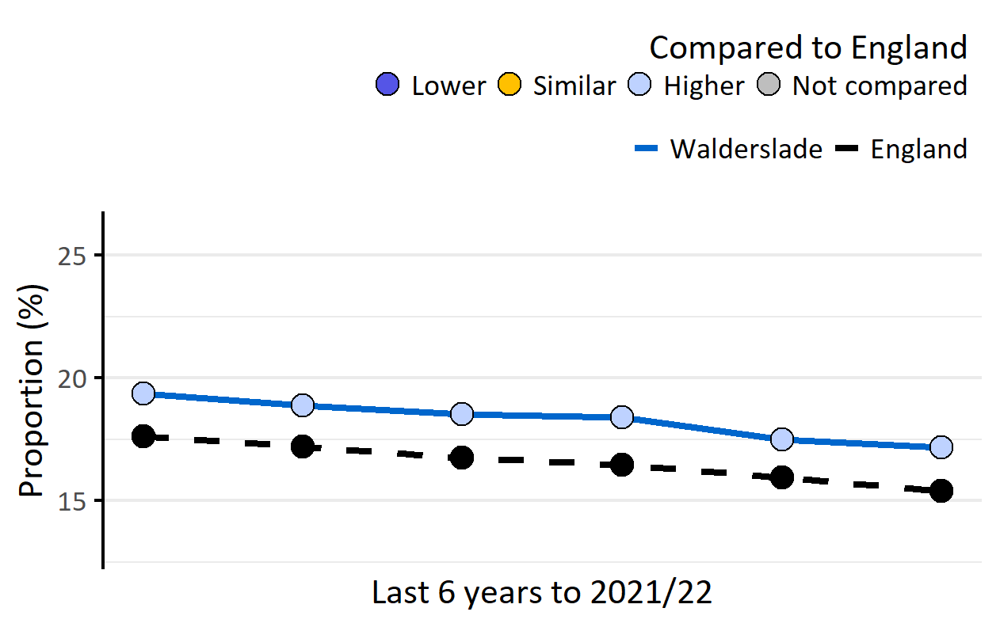 Compared to England
Lower Similar Higher Not compared
Walderslade England
25
20
15
Proportion (%)
Last 6 years to 2021/22